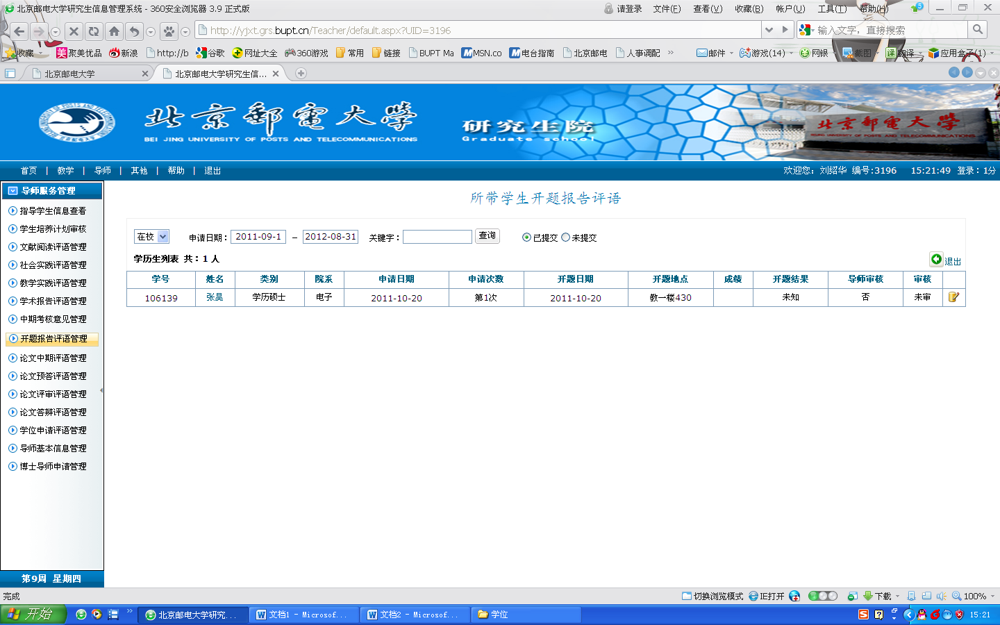 北京邮电大学研究生信息管理系统 - 360安全浏览器 3.9 正式版
请登录 文件(F) 查看(V) 收藏(B) 帐户(U) 工具(T) 帮助(H) 5
http://yjxt.grs.bupt.cn/Teacher/default.aspx?UID=3196 输入文字，直接搜索
收藏 聚美优品 新浪 http://b 谷歌 网址大全 360游戏 常用 链接 BUPT Ma MSN.co 电台指南 北京邮电 人事调配 » 邮件 游戏(14) 网银 截图 翻译 应用盒子(1)
北京邮电大学 北京邮电大学研究生信...
北京邮电大学
BEI JING UNIVERSITY OF POSTS AND TELECOMMUNICATIONS
研究生院
Graduate school
北京邮电大学
首页 | 教学 | 导师 | 其他 | 帮助 | 退出 欢迎您: 刘绍华 编号:3196 15:21:49 登录：1分
导师服务管理
指导学生信息查看
学生培养计划审核
文献阅读评语管理
社会实践评语管理
教学实践评语管理
学术报告评语管理
中期考核意见管理
开题报告评语管理
论文中期评语管理
论文预答评语管理
论文评审评语管理
论文答辩评语管理
学位申请评语管理
导师基本信息管理
博士导师申请管理
第9周 星期四
所带学生开题报告评语
在校 申请日期： 2011-09-1 – 2012-08-31 关键字： 查询 已提交 未提交
学历生列表 共：1 人 退出
学号 姓名 类别 院系 申请日期 申请次数 开题日期 开题地点 成绩 开题结果 导师审核 审核
106139 张昊 学历硕士 电子 2011-10-20 第1次 2011-10-20 教一楼430 未知 否 未审
完成 切换浏览模式 IE打开 下载 100%
开始 » 北京邮电大学研究... 文档1 - Microsof... 文档2 - Microsof... 学位 15:21